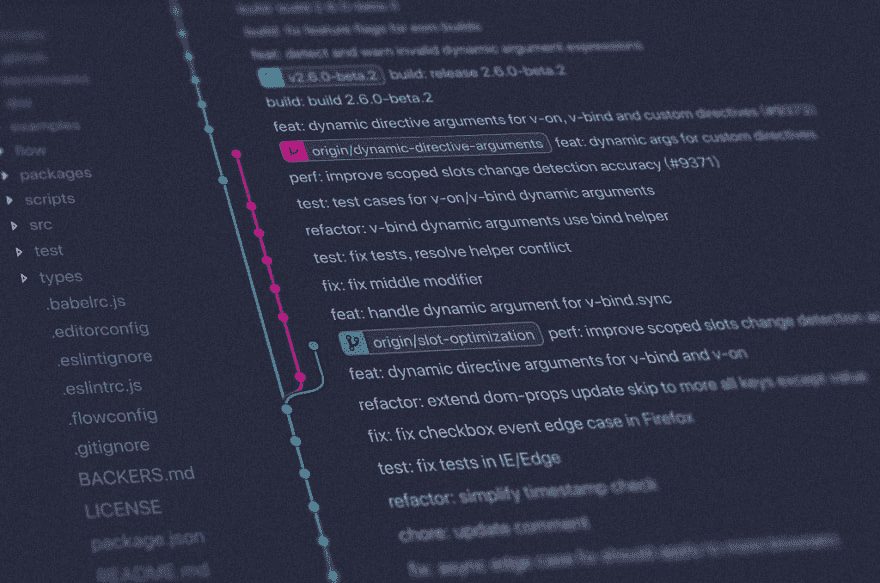 build: fix feature flags for esm builds
feat: detect and warn invalid dynamic argument expressions
v2.6.0-beta.2 build: release 2.6.0-beta.2
build: build 2.6.0-beta.2
feat: dynamic directive arguments for v-on, v-bind and custom directives (#9373)
origin/dynamic-directive-arguments feat: dynamic args for custom directives
perf: improve scoped slots change detection accuracy (#9371)
test: test cases for v-on/v-bind dynamic arguments
refactor: v-bind dynamic arguments use bind helper
test: fix tests, resolve helper conflict
fix: fix middle modifier
feat: handle dynamic argument for v-bind.sync
origin/slot-optimization perf: improve scoped slots change detection
feat: dynamic directive arguments for v-bind and v-on
refactor: extend dom-props update skip to more all keys except value
fix: fix checkbox event edge case in Firefox
test: fix tests in IE/Edge
refactor: simplify timestamp check
chore: update comment
examples
flow
packages
scripts
src
test
types
.babelrc.js
.editorconfig
.eslintignore
.eslintrc.js
.flowconfig
.gitignore
BACKERS.md
LICENSE
package.json
README.md